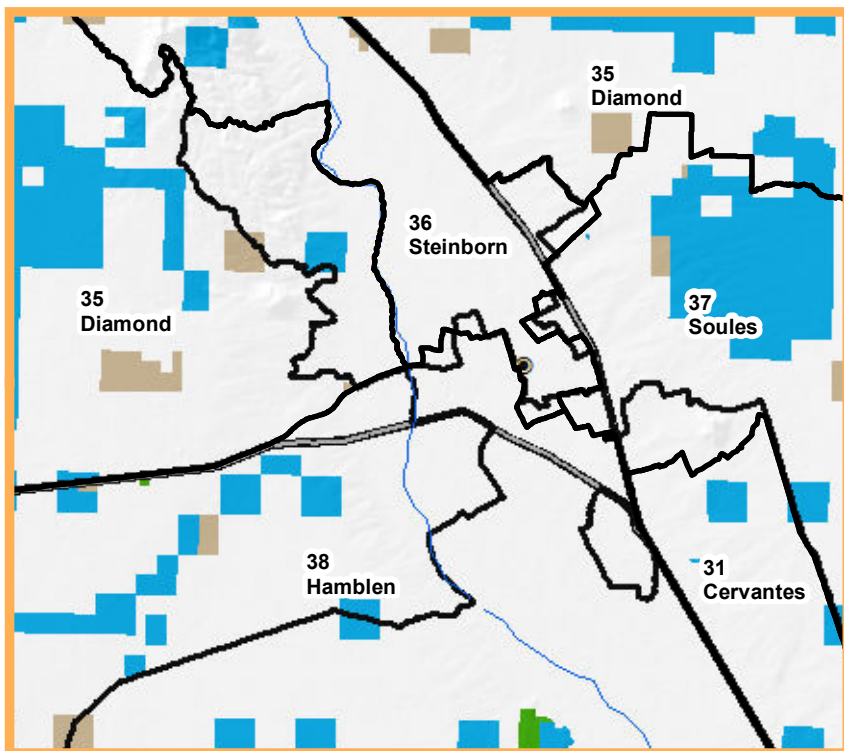 35
Diamond
36
Steinborn
35
Diamond
37
Soules
38
Hamblen
31
Cervantes